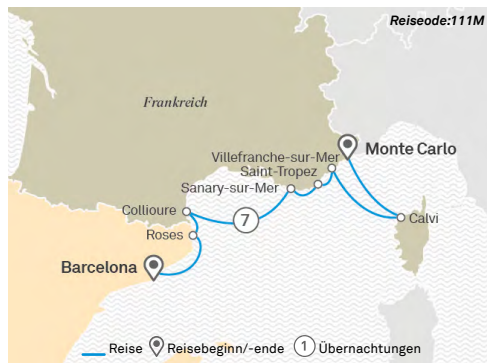 Reiseode:111M
Frankreich
Villefranche-sur-Mer
Monte Carlo
Saint-Tropez
Sanary-sur-Mer
Collioure
7
Calvi
Roses
Barcelona
Reise Reisebeginn/-ende 1 Übernachtungen